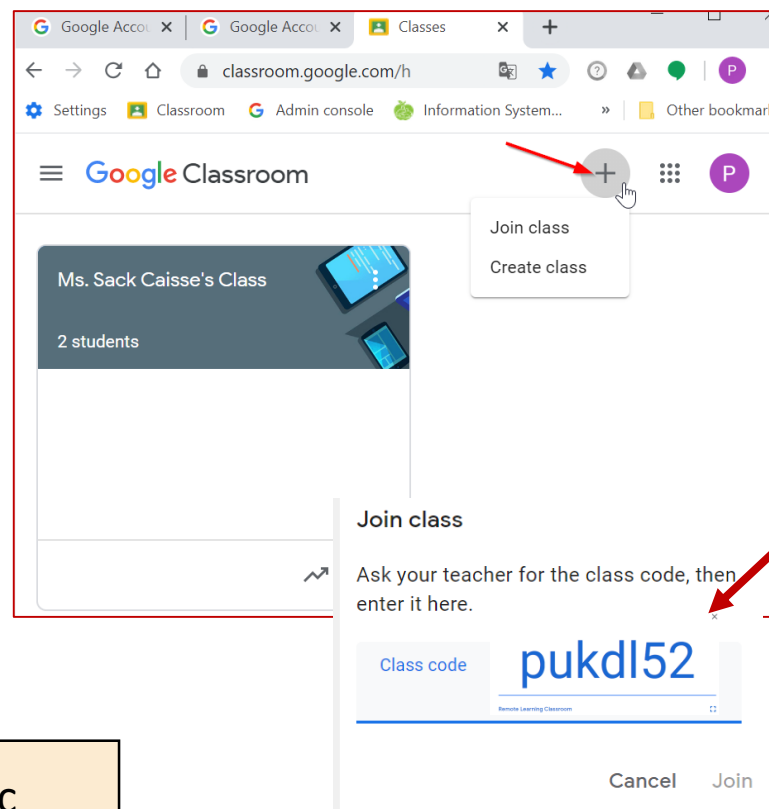 Google Accou
Google Accou
Classes
classroom.google.com/h
Settings
Classroom
Admin console
Information System...
»
Other bookmar
Google Classroom
P
P
Join class
Create class
Ms. Sack Caisse's Class
2 students
Join class
Ask your teacher for the class code, then
enter it here.
Class code
pukdl52
Remote Learning Classroom
Cancel Join
c